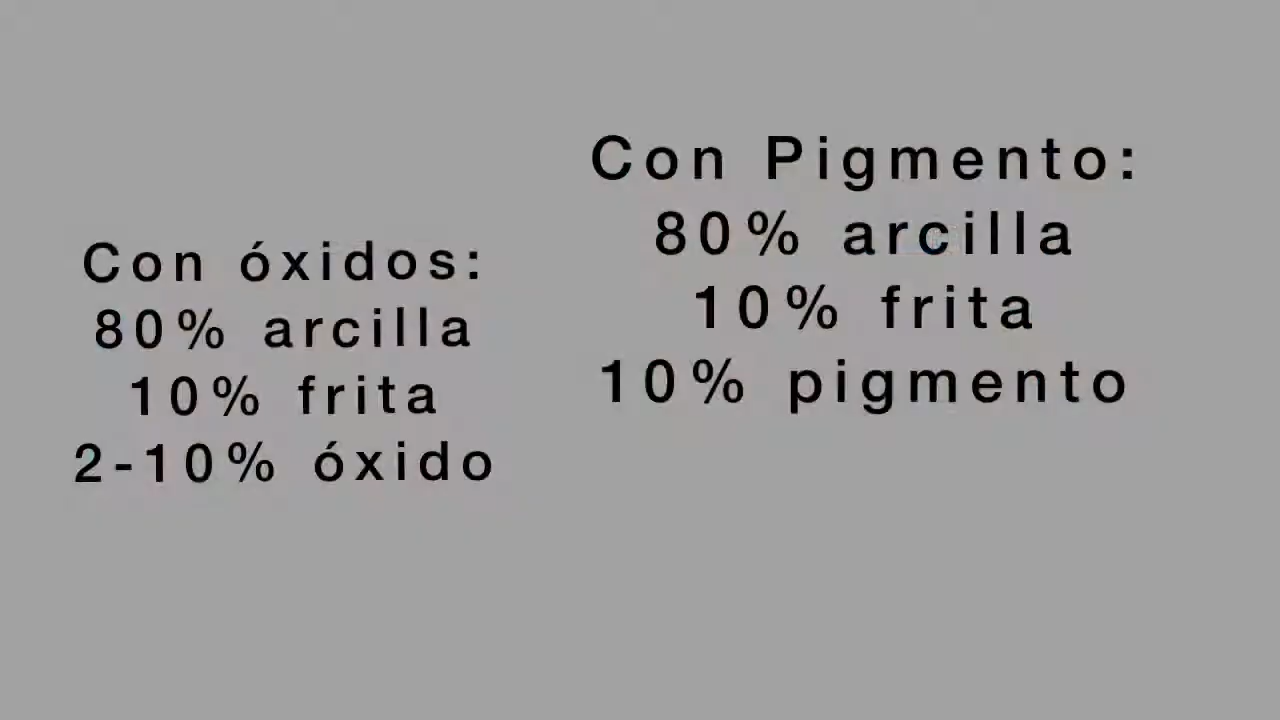 Con óxidos:
80% arcilla
10% frita
2-10% óxido
Con Pigmento:
80% arcilla
10% frita
10% pigmento